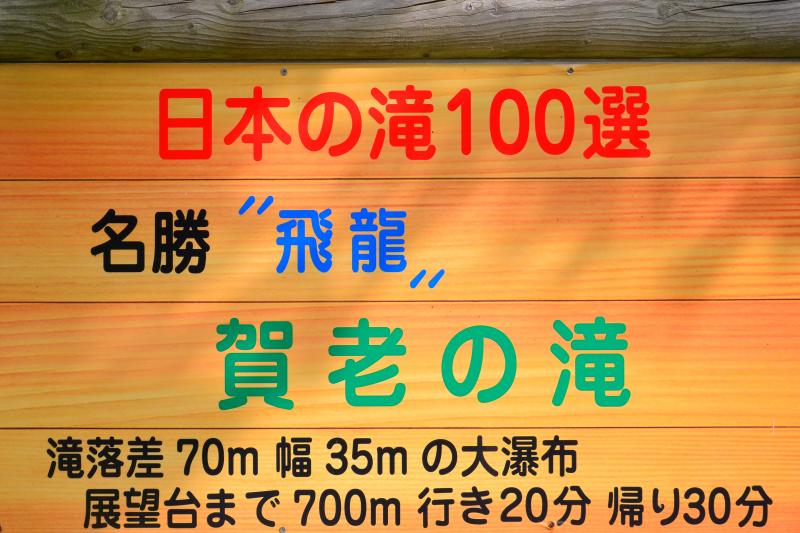 日本の滝100選
名勝 〝飛龍〟
賀老の滝
滝落差 70m 幅 35m の大瀑布
展望台まで 700m 行き20分 帰り30分